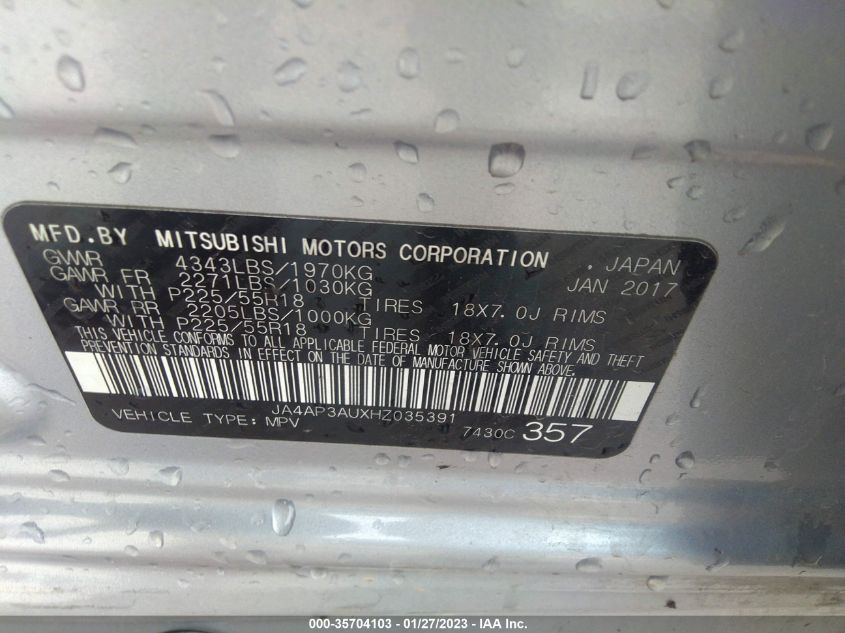 MFD.BY MITSUBISHI MOTORS CORPORATION . JAPAN
GVWR 4343LBS/1970KG JAN 2017
GAWR. FR 2271LBS/1030KG
WITH P225/55R18 TIRES 18X7.0J RIMS
GAWR. RR 2205LBS/1000KG
WITH P225/55R18 TIRES 18X7.0J RIMS
THIS VEHICLE CONFORMS TO ALL APPLICABLE FEDERAL MOTOR VEHICLE SAFETY AND THEFT
PREVENTION STANDARDS IN EFFECT ON THE DATE OF MANUFACTURE SHOWN ABOVE.
JA4AP3AUXHZ035391
VEHICLE TYPE: MPV 7430C 357
000-35704103 - 01/27/2023 - IAA Inc.